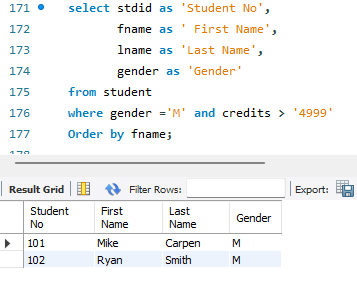 171 select stdid as 'Student No',
172 fname as ' First Name',
173 lname as 'Last Name',
174 gender as 'Gender'
175 from student
176 where gender ='M' and credits > '4999'
177 Order by fname;
Result Grid Filter Rows: Export:
Student No First Name Last Name Gender
101 Mike Carpen M
102 Ryan Smith M